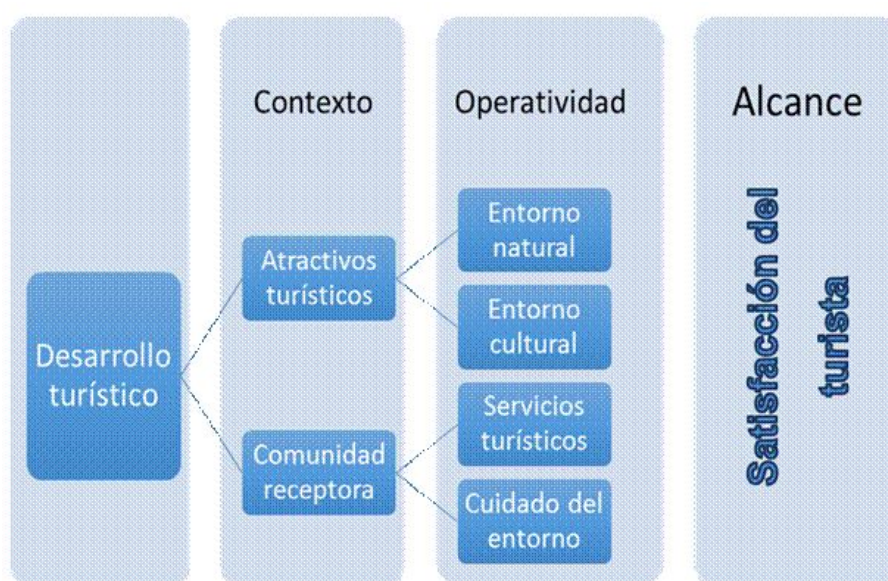 Contexto
Operatividad
Alcance
Desarrollo
turístico
Atractivos
turísticos
Comunidad
receptora
Entorno
natural
Entorno
cultural
Servicios
turísticos
Cuidado del
entorno
Satisfacción del
turista